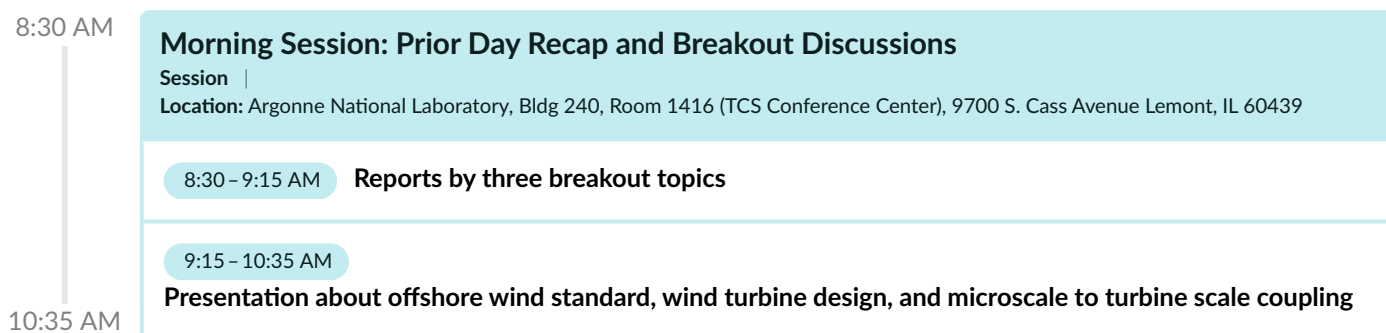 8:30 AM
Morning Session: Prior Day Recap and Breakout Discussions
Session |
Location: Argonne National Laboratory, Bldg 240, Room 1416 (TCS Conference Center), 9700 S. Cass Avenue Lemont, IL 60439
8:30 – 9:15 AM Reports by three breakout topics
9:15 – 10:35 AM
Presentation about offshore wind standard, wind turbine design, and microscale to turbine scale coupling
10:35 AM